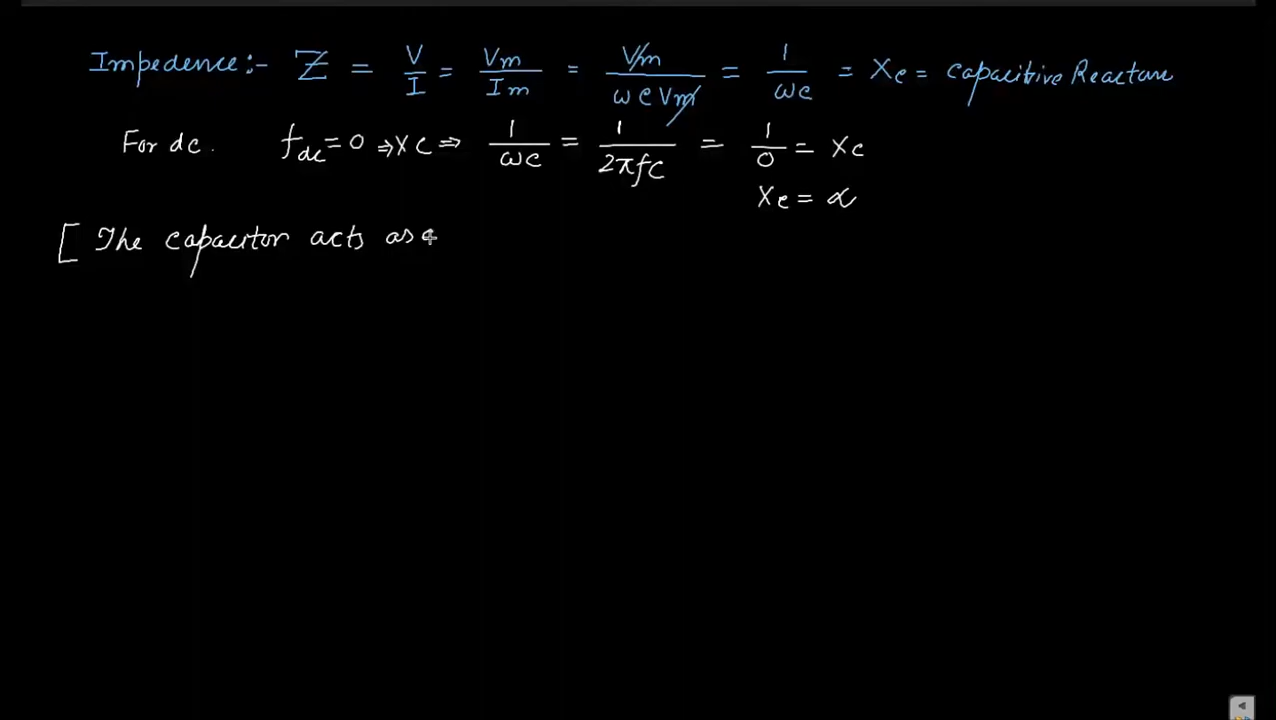 Impedence:- Z = V/I = Vm/Im = Vm/ωCVm = 1/ωC = Xc = capacitive Reactance
For dc. fdc=0 ⇒ XC ⇒ 1/ωC = 1/2πfC = 1/0 = Xc
Xc = α
[ The capacitor acts as